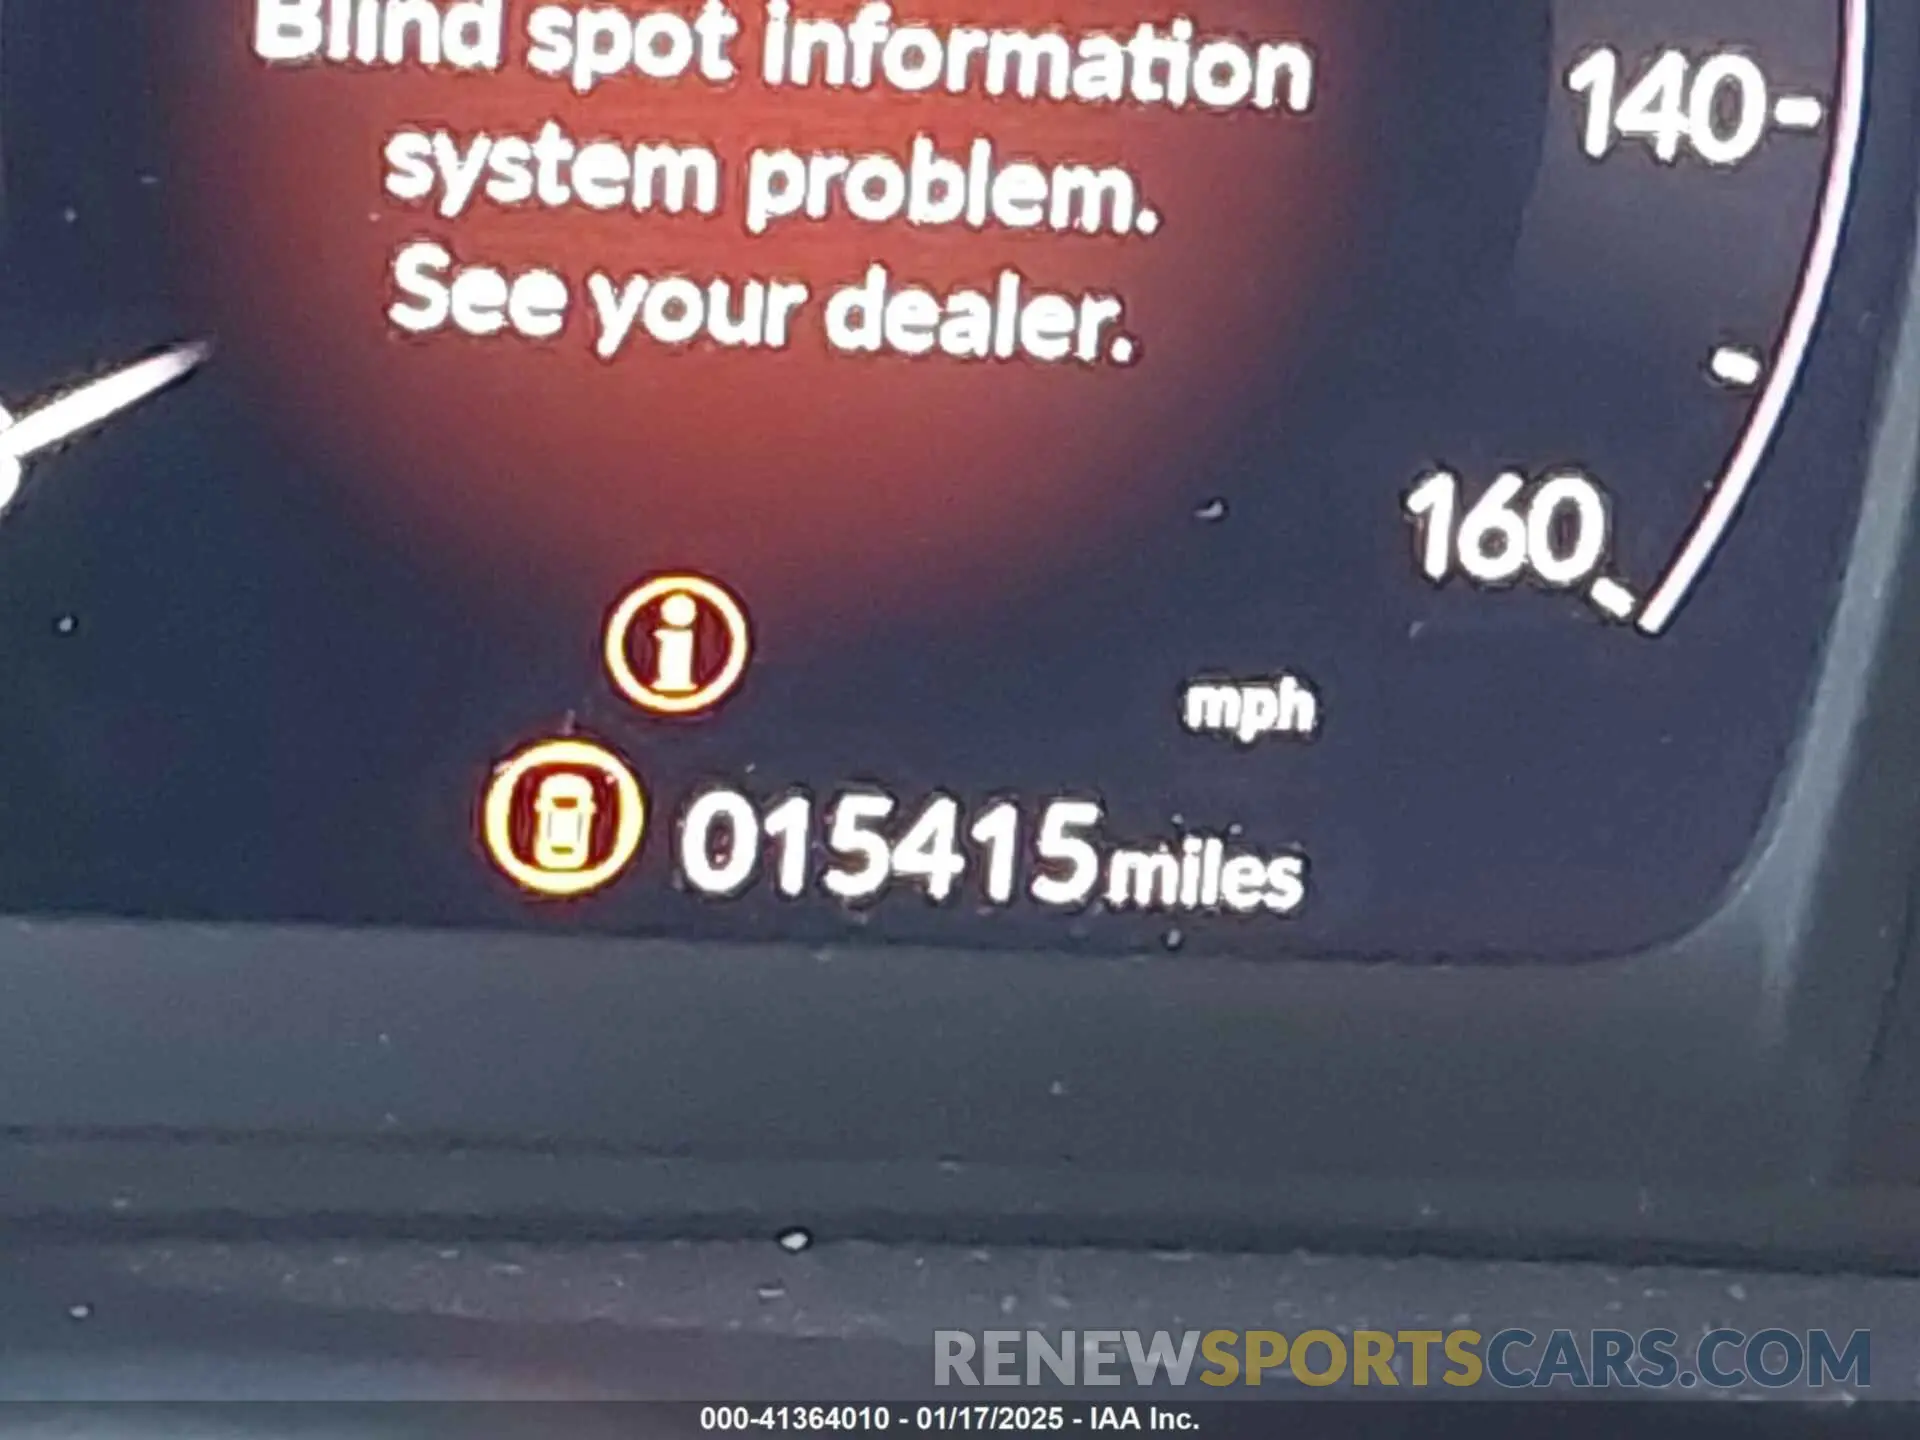 Blind spot information
system problem.
See your dealer.
140
160
mph
015415 miles
RENEWSPORTSCARS.COM
000-41364010 - 01/17/2025 - IAA Inc.